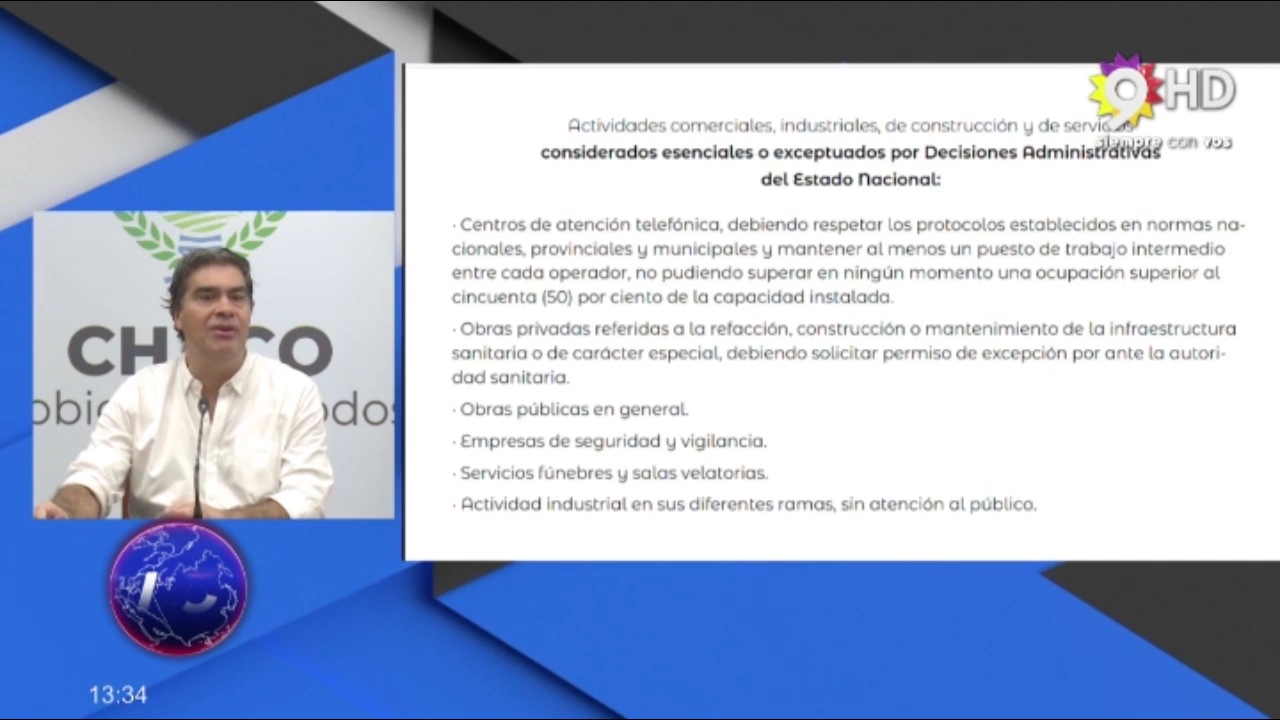 9 HD
siempre con vos
Actividades comerciales, industriales, de construcción y de servicios
considerados esenciales o exceptuados por Decisiones Administrativas
del Estado Nacional:
· Centros de atención telefónica, debiendo respetar los protocolos establecidos en normas na-
cionales, provinciales y municipales y mantener al menos un puesto de trabajo intermedio
entre cada operador, no pudiendo superar en ningún momento una ocupación superior al
cincuenta (50) por ciento de la capacidad instalada.
· Obras privadas referidas a la refacción, construcción o mantenimiento de la infraestructura
sanitaria o de carácter especial, debiendo solicitar permiso de excepción por ante la autori-
dad sanitaria.
· Obras públicas en general.
· Empresas de seguridad y vigilancia.
· Servicios fúnebres y salas velatorias.
· Actividad industrial en sus diferentes ramas, sin atención al público.
CH CO
obie odos
13:34